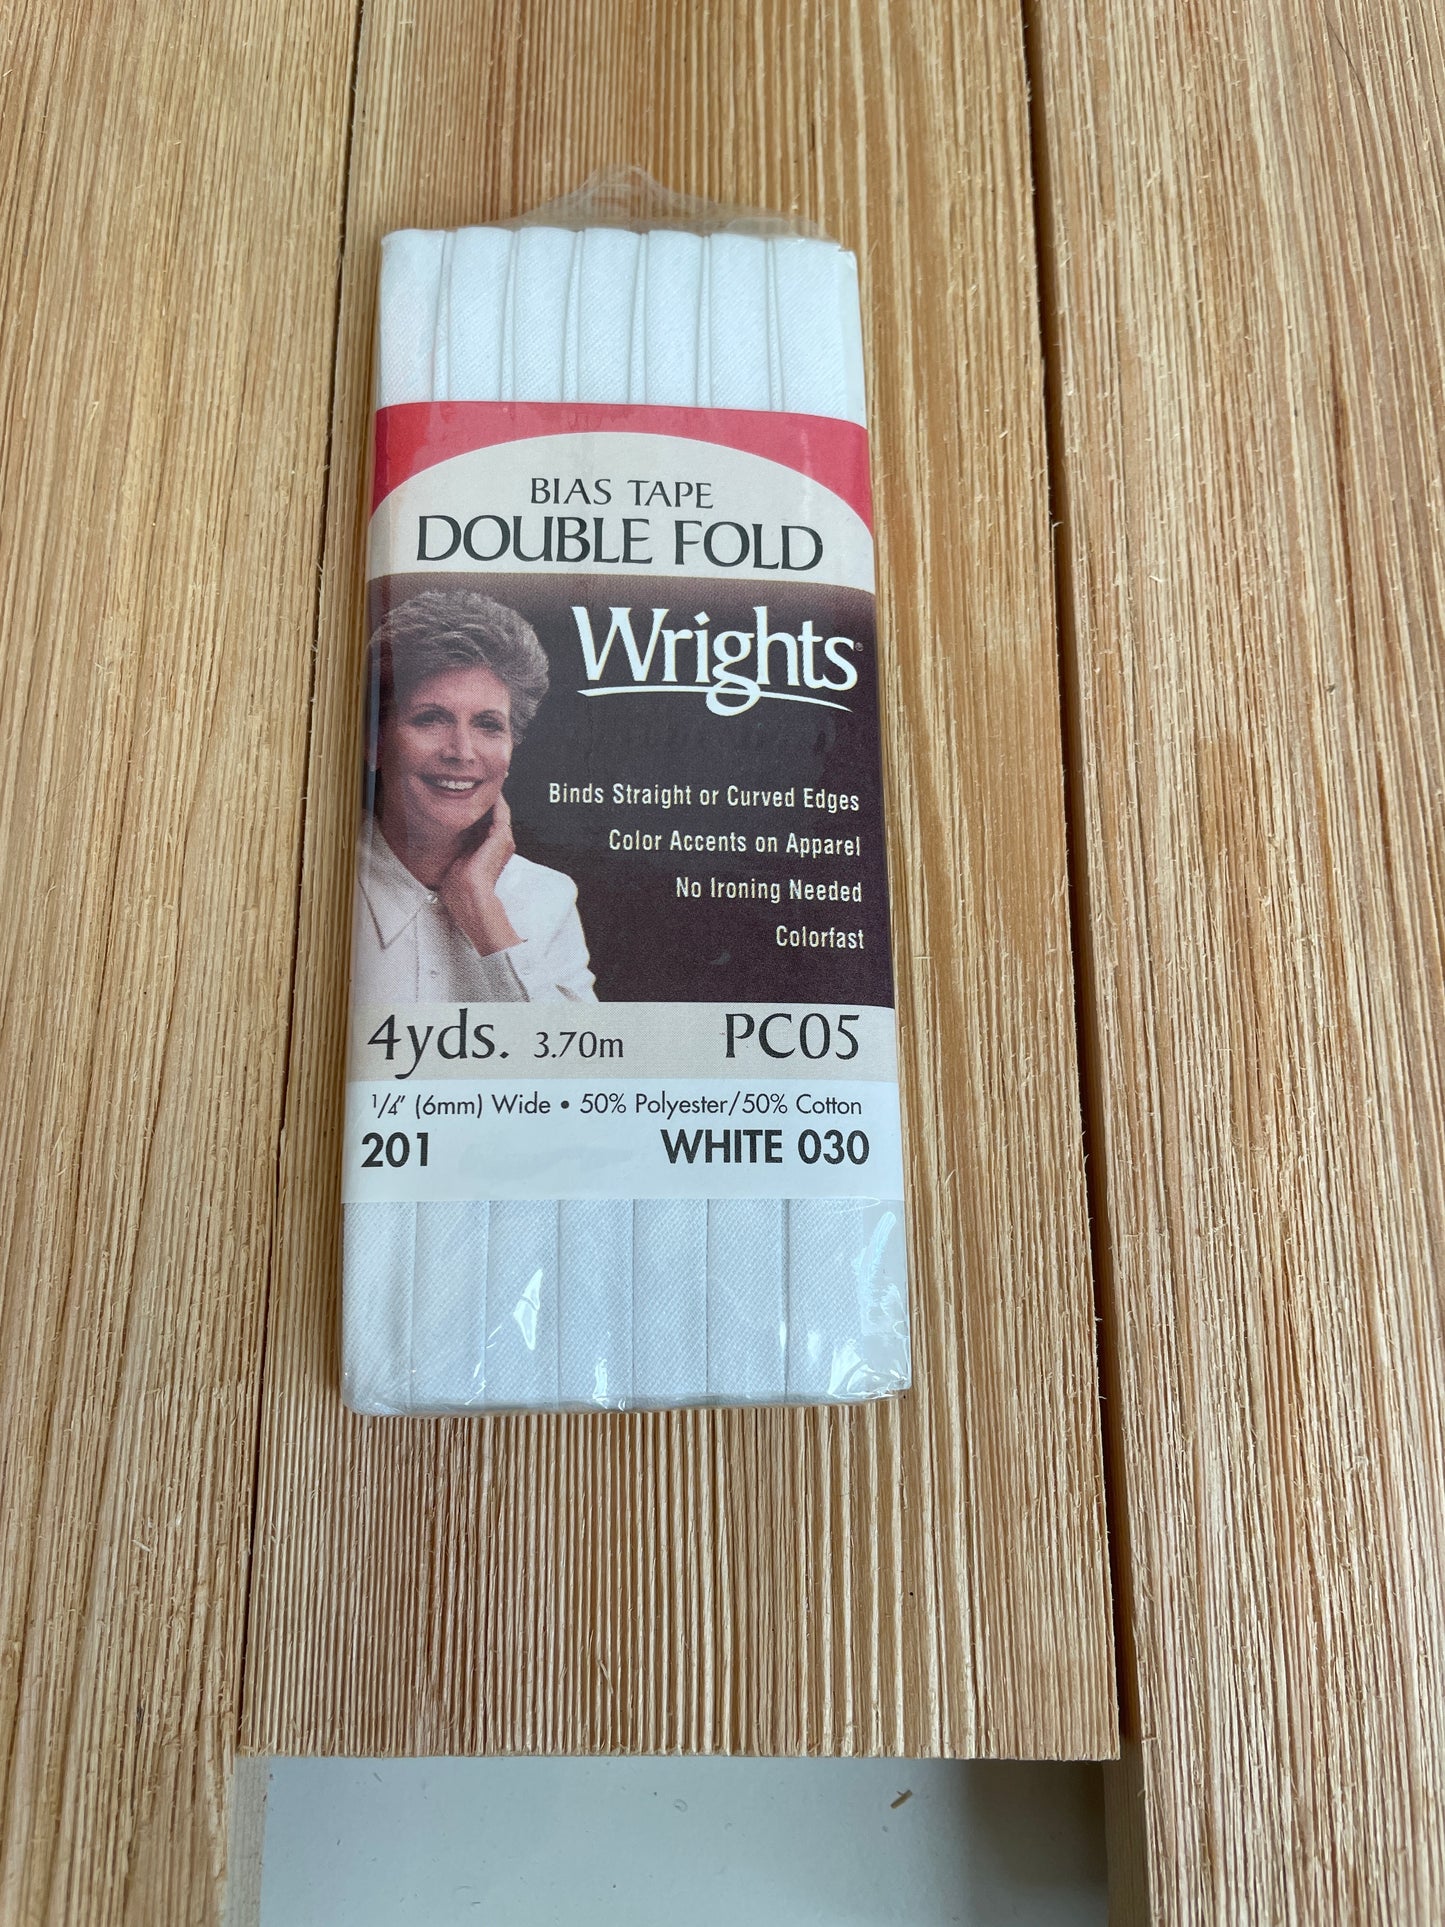 BIAS TAPE
DOUBLE FOLD
Wrights®
Binds Straight or Curved Edges
Color Accents on Apparel
No Ironing Needed
Colorfast
4yds. 3.70m PC05
1/4" (6mm) Wide • 50% Polyester/50% Cotton
201 WHITE 030